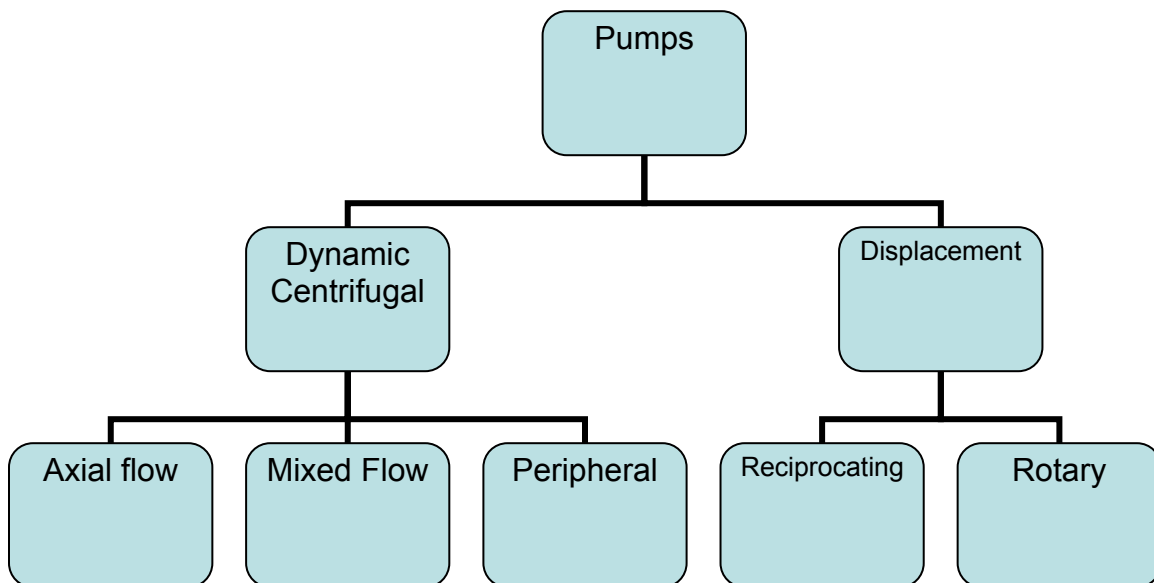 Pumps
Dynamic
Centrifugal
Displacement
Axial flow
Mixed Flow
Peripheral
Reciprocating
Rotary